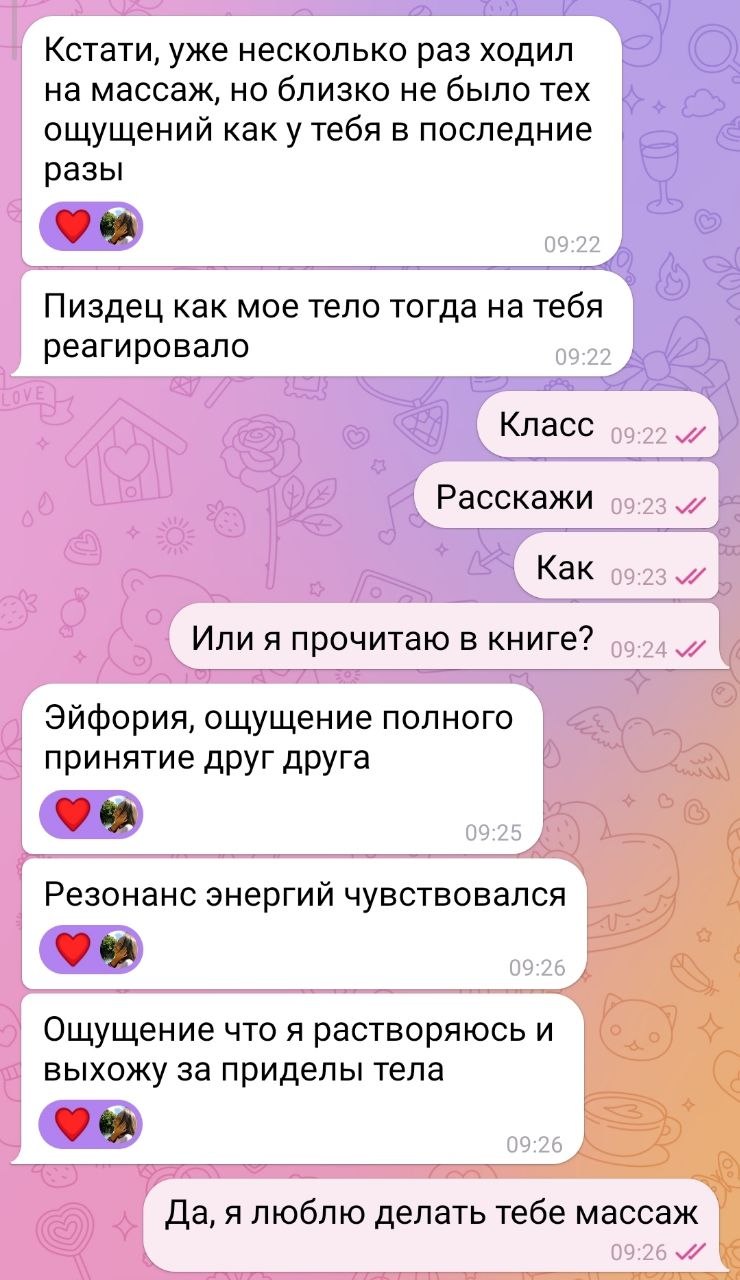 Кстати, уже несколько раз ходил
на массаж, но близко не было тех
ощущений как у тебя в последние
разы
09:22
Пиздец как мое тело тогда на тебя
реагировало
09:22
Класс 09:22
Расскажи 09:23
Как 09:23
Или я прочитаю в книге? 09:24
Эйфория, ощущение полного
принятие друг друга
09:25
Резонанс энергий чувствовался
09:26
Ощущение что я растворяюсь и
выхожу за приделы тела
09:26
Да, я люблю делать тебе массаж
09:26
LOVE